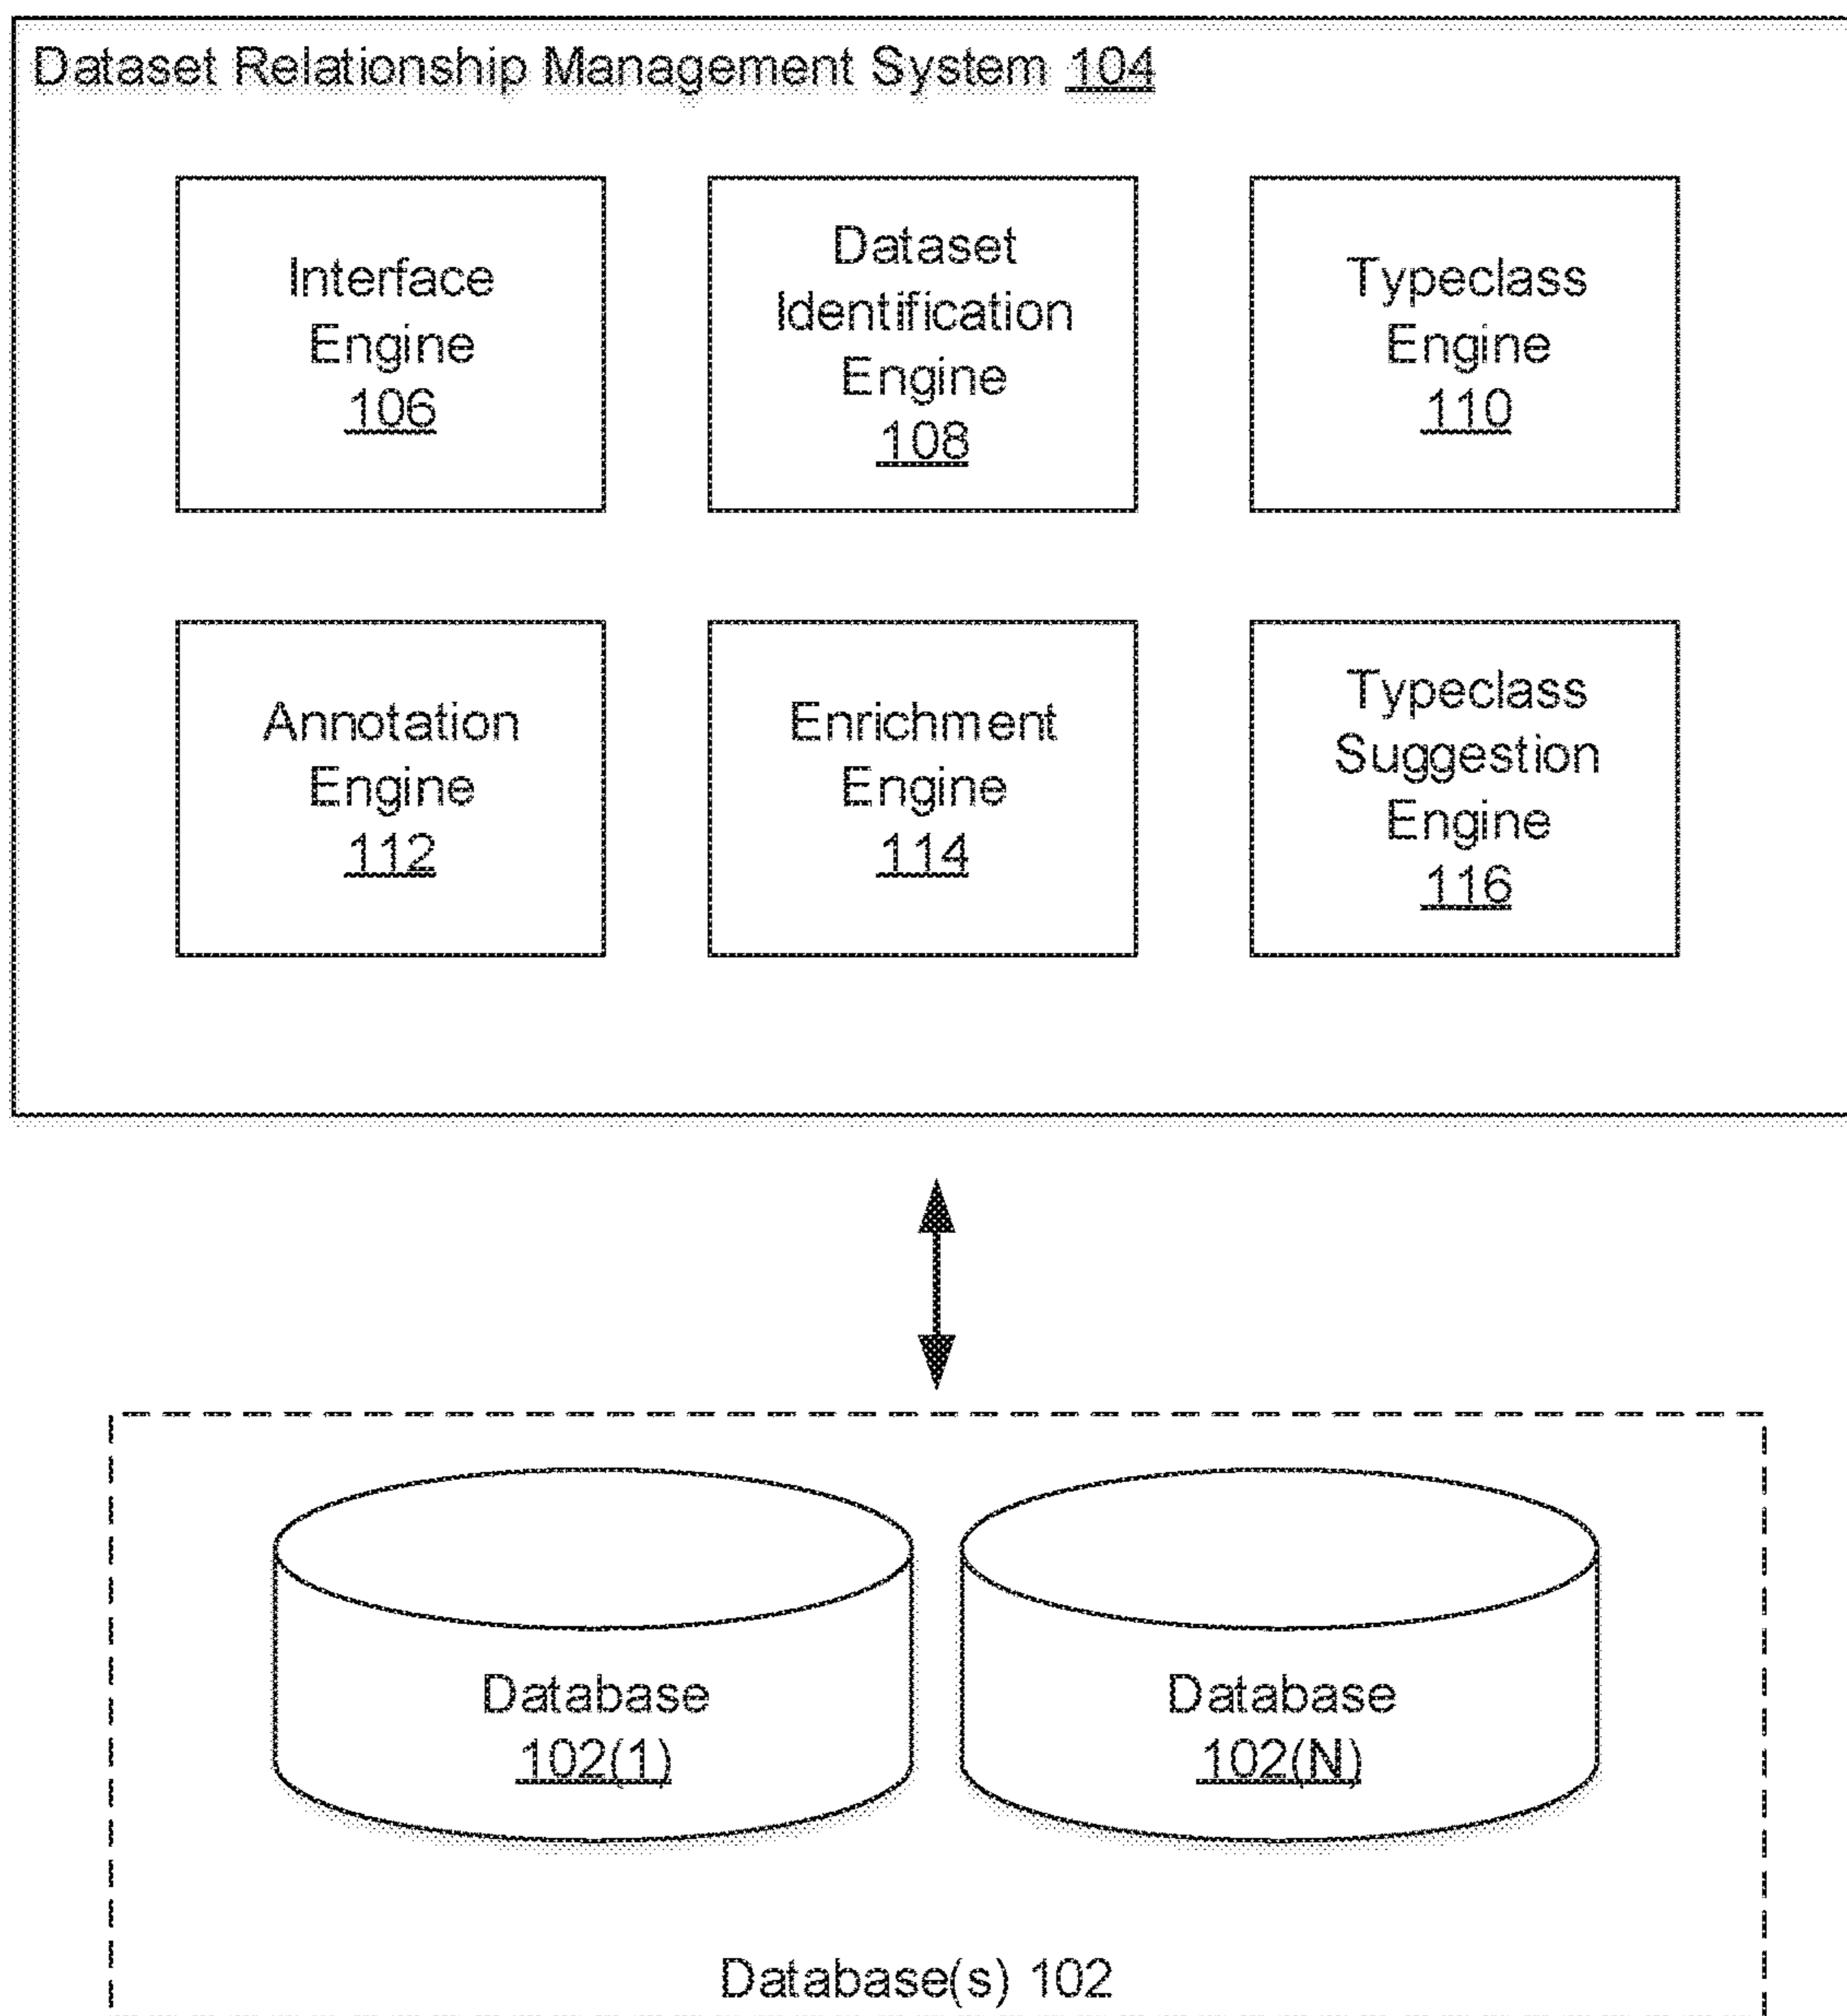 Dataset Relationship Management System 104
Interface
Engine
106
Dataset
Identification
Engine
108
Typeclass
Engine
110
Annotation
Engine
112
Enrichment
Engine
114
Typeclass
Suggestion
Engine
116
Database
102(1)
Database
102(N)
Database(s) 102